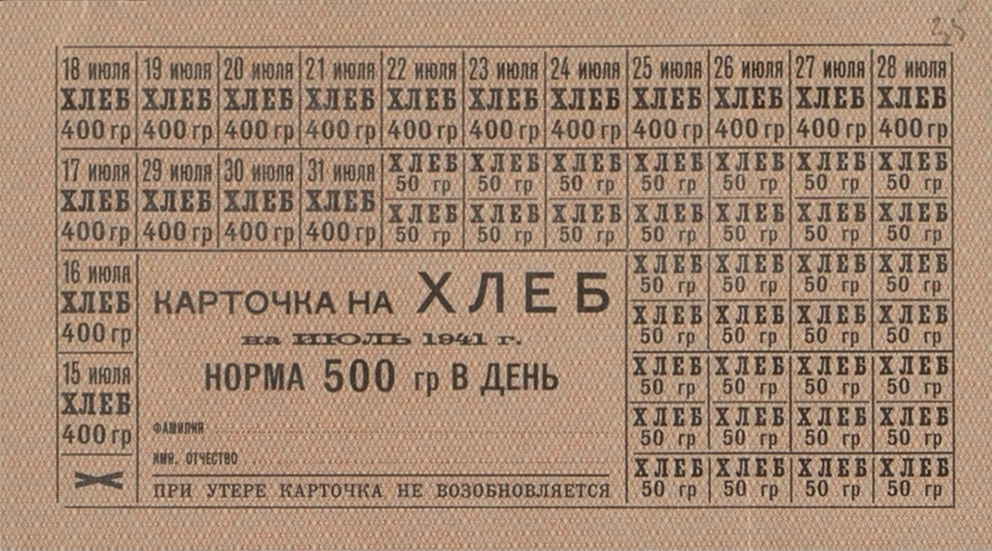 35
18 июля 19 июля 20 июля 21 июля 22 июля 23 июля 24 июля 25 июля 26 июля 27 июля 28 июля
ХЛЕБ ХЛЕБ ХЛЕБ ХЛЕБ ХЛЕБ ХЛЕБ ХЛЕБ ХЛЕБ ХЛЕБ ХЛЕБ ХЛЕБ
400 гр 400 гр 400 гр 400 гр 400 гр 400 гр 400 гр 400 гр 400 гр 400 гр 400 гр
17 июля 29 июля 30 июля 31 июля
ХЛЕБ ХЛЕБ ХЛЕБ ХЛЕБ
400 гр 400 гр 400 гр 400 гр
ХЛЕБ ХЛЕБ ХЛЕБ ХЛЕБ ХЛЕБ ХЛЕБ ХЛЕБ
50 гр 50 гр 50 гр 50 гр 50 гр 50 гр 50 гр
ХЛЕБ ХЛЕБ ХЛЕБ ХЛЕБ ХЛЕБ ХЛЕБ ХЛЕБ
50 гр 50 гр 50 гр 50 гр 50 гр 50 гр 50 гр
16 июля
ХЛЕБ
400 гр
15 июля
ХЛЕБ
400 гр
КАРТОЧКА НА ХЛЕБ
на ИЮЛЬ 1941 г.
НОРМА 500 гр В ДЕНЬ
ФАМИЛИЯ
ИМЯ. ОТЧЕСТВО
ПРИ УТЕРЕ КАРТОЧКА НЕ ВОЗОБНОВЛЯЕТСЯ
ХЛЕБ ХЛЕБ ХЛЕБ ХЛЕБ
50 гр 50 гр 50 гр 50 гр
ХЛЕБ ХЛЕБ ХЛЕБ ХЛЕБ
50 гр 50 гр 50 гр 50 гр
ХЛЕБ ХЛЕБ ХЛЕБ ХЛЕБ
50 гр 50 гр 50 гр 50 гр
ХЛЕБ ХЛЕБ ХЛЕБ ХЛЕБ
50 гр 50 гр 50 гр 50 гр
ХЛЕБ ХЛЕБ ХЛЕБ ХЛЕБ
50 гр 50 гр 50 гр 50 гр